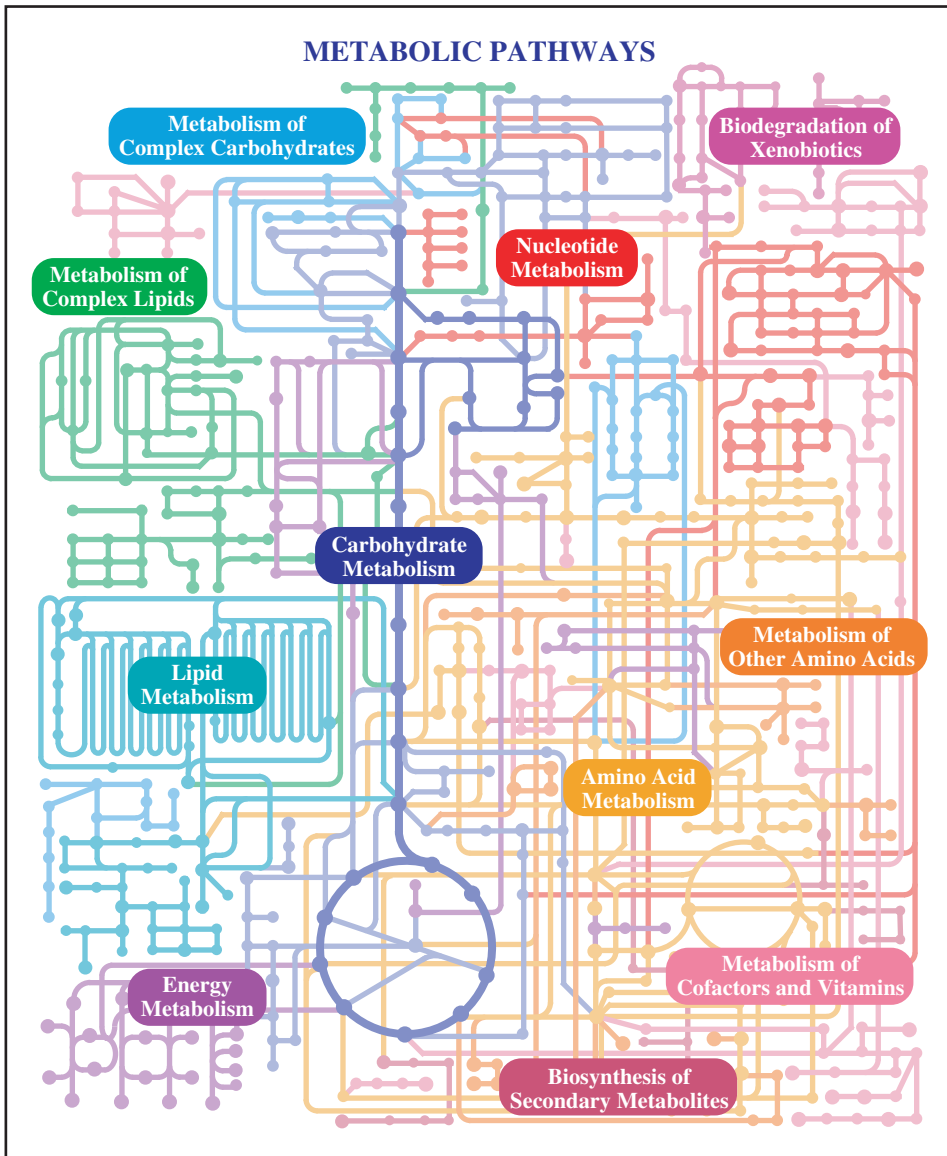 METABOLIC PATHWAYS
Metabolism of
Complex Carbohydrates
Biodegradation of
Xenobiotics
Nucleotide
Metabolism
Metabolism of
Complex Lipids
Carbohydrate
Metabolism
Metabolism of
Other Amino Acids
Lipid
Metabolism
Amino Acid
Metabolism
Metabolism of
Cofactors and Vitamins
Energy
Metabolism
Biosynthesis of
Secondary Metabolites